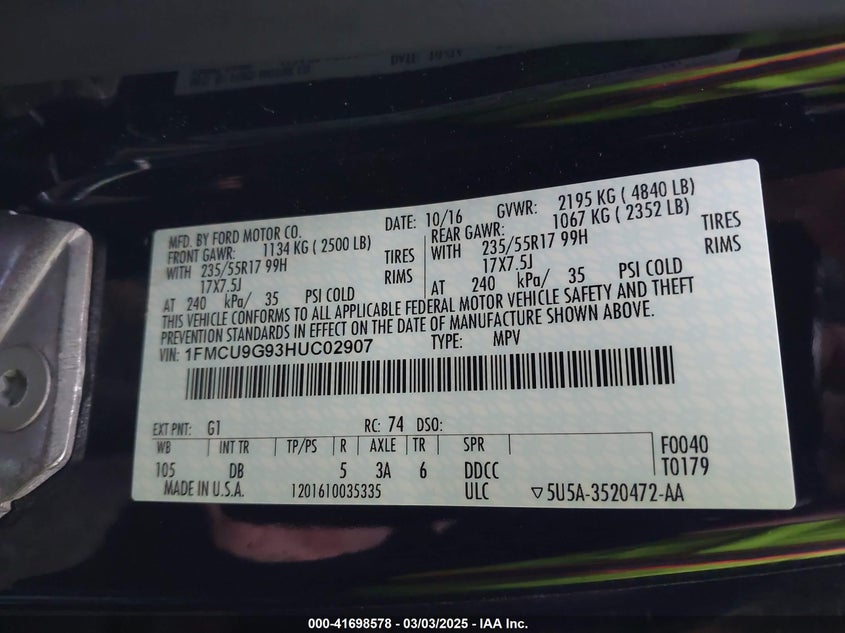 MFD. BY FORD MOTOR CO. DATE: 10/16 GVWR: 2195 KG ( 4840 LB)
FRONT GAWR: 1134 KG ( 2500 LB) REAR GAWR: 1067 KG ( 2352 LB)
WITH 235/55R17 99H TIRES WITH 235/55R17 99H TIRES
17X7.5J RIMS 17X7.5J RIMS
AT 240 kPa/ 35 PSI COLD AT 240 kPa/ 35 PSI COLD
THIS VEHICLE CONFORMS TO ALL APPLICABLE FEDERAL MOTOR VEHICLE SAFETY AND THEFT
PREVENTION STANDARDS IN EFFECT ON THE DATE OF MANUFACTURE SHOWN ABOVE.
VIN: 1FMCU9G93HUC02907 TYPE: MPV
EXT PNT: G1 RC: 74 DSO:
WB INT TR TP/PS R AXLE TR SPR F0040
105 DB 5 3A 6 DDCC T0179
MADE IN U.S.A. 1201610035335 ULC ▽5U5A-3520472-AA
000-41698578 — 03/03/2025 — IAA Inc.